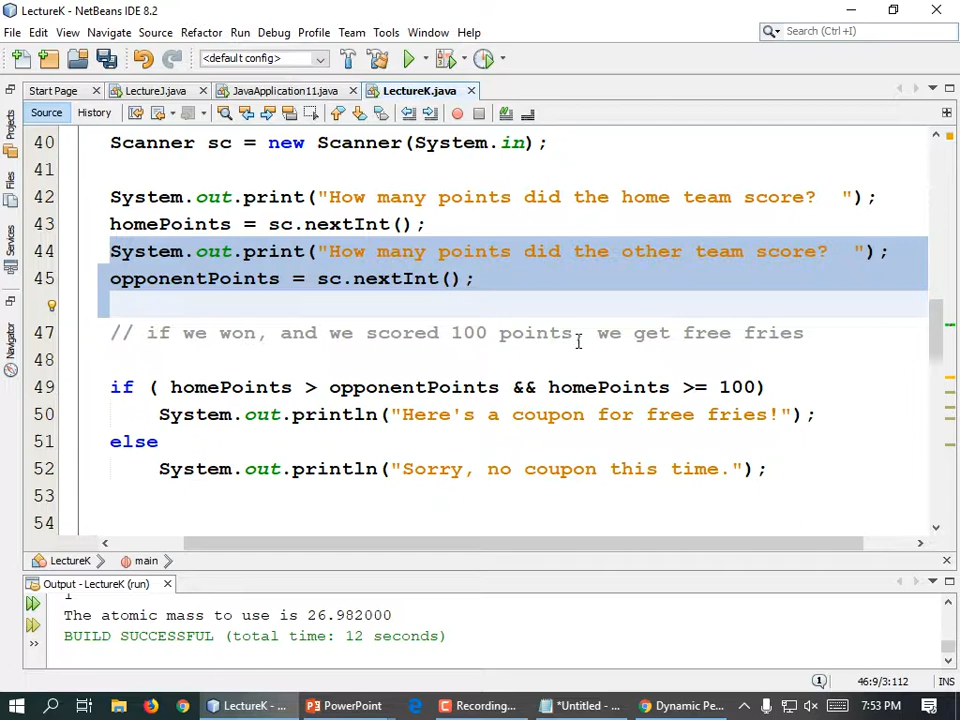 LectureK - NetBeans IDE 8.2
File Edit View Navigate Source Refactor Run Debug Profile Team Tools Window Help
Search (Ctrl+I)
<default config>
Start Page LectureJ.java JavaApplication11.java LectureK.java
Source History
Projects
Files
Services
Navigator
40 Scanner sc = new Scanner(System.in);
41
42 System.out.print("How many points did the home team score?  ");
43 homePoints = sc.nextInt();
44 System.out.print("How many points did the other team score?  ");
45 opponentPoints = sc.nextInt();
47 // if we won, and we scored 100 points, we get free fries
48
49 if ( homePoints > opponentPoints && homePoints >= 100)
50 System.out.println("Here's a coupon for free fries!");
51 else
52 System.out.println("Sorry, no coupon this time.");
53
54
LectureK main
Output - LectureK (run)
The atomic mass to use is 26.982000
BUILD SUCCESSFUL (total time: 12 seconds)
1 46:9/3:112 INS
LectureK - ... PowerPoint Recording... *Untitled - ... Dynamic Pe... 7:53 PM